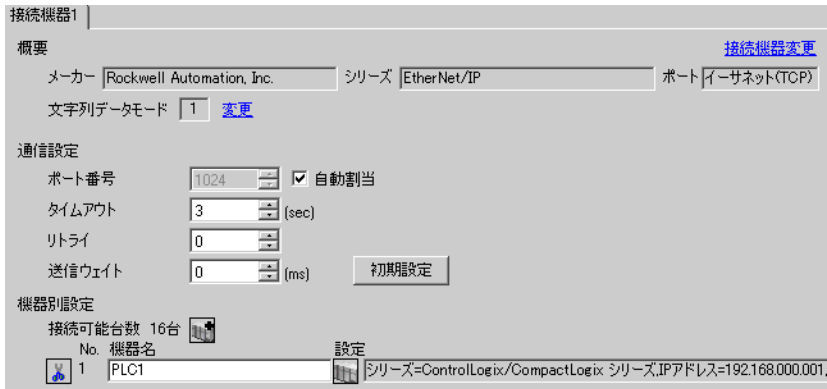 接続機器1
概要
接続機器変更
メーカー Rockwell Automation, Inc. シリーズ EtherNet/IP ポート イーサネット(TCP)
文字列データモード 1 変更
通信設定
ポート番号 1024 自動割当
タイムアウト 3 (sec)
リトライ 0
送信ウェイト 0 (ms) 初期設定
機器別設定
接続可能台数 16台
No. 機器名 設定
1 PLC1 シリーズ=ControlLogix/CompactLogix シリーズ,IPアドレス=192.168.000.001,